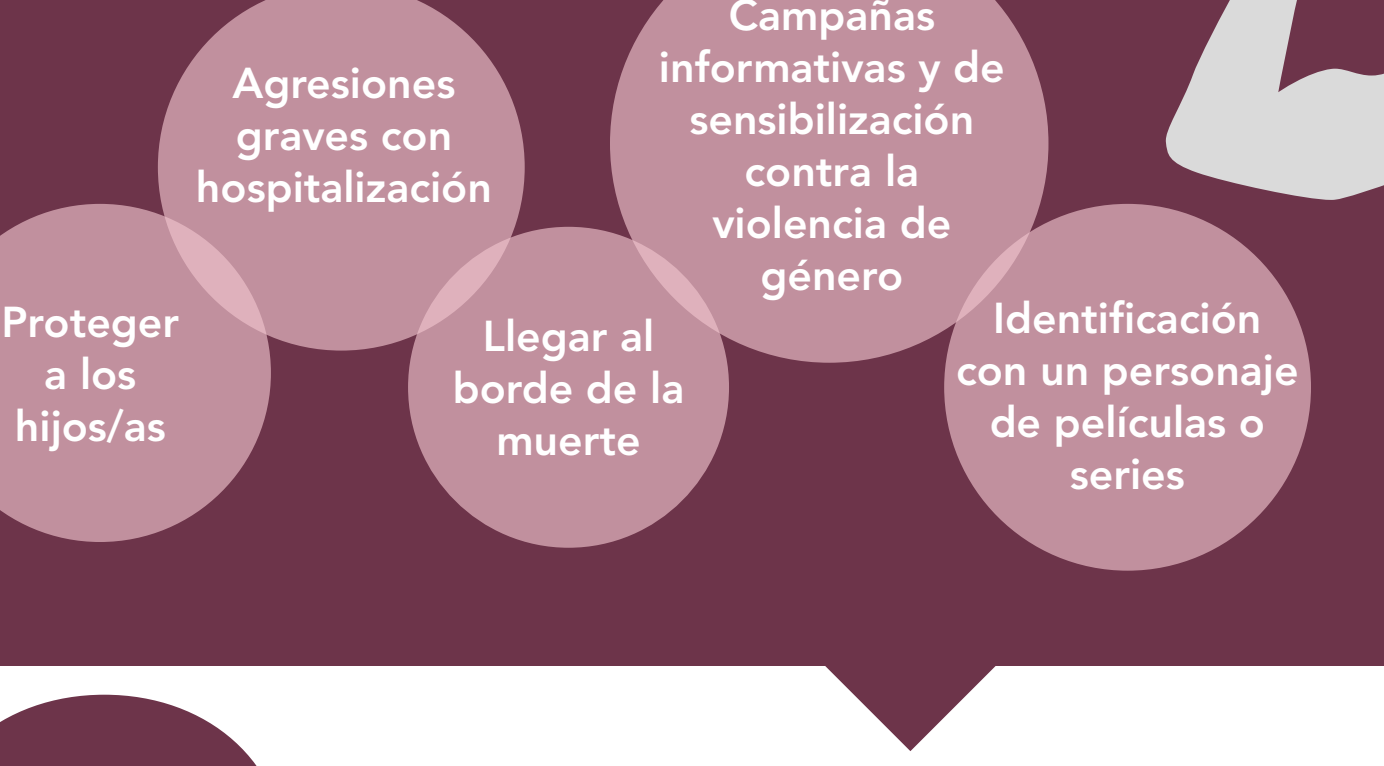 Agresiones
graves con
hospitalización
Campañas
informativas y de
sensibilización
contra la
violencia de
género
Proteger
a los
hijos/as
Llegar al
borde de la
muerte
Identificación
con un personaje
de películas o
series